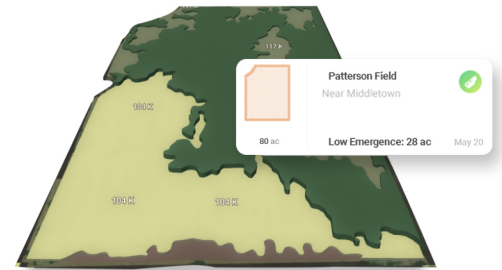 117 K
104 K
104 K
104 K
Patterson Field
Near Middletown
80 ac
Low Emergence: 28 ac
May 20